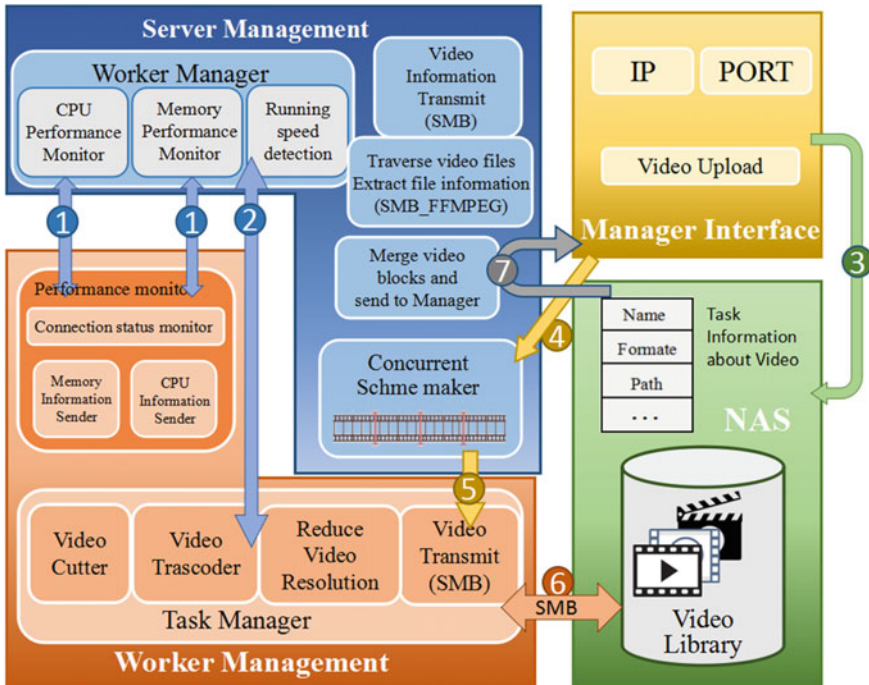 Server Management
Worker Manager
CPU
Performance
Monitor
Memory
Performance
Monitor
Running
speed
detection
Video
Information
Transmit
(SMB)
Traverse video files
Extract file information
(SMB_FFMPEG)
Merge video
blocks and
send to Manager
Concurrent
Schme maker
IP
PORT
Video Upload
Manager Interface
1
1
2
3
7
4
5
6
SMB
Performance monitor
Connection status monitor
Memory
Information
Sender
CPU
Information
Sender
Video
Cutter
Video
Trascoder
Reduce
Video
Resolution
Video
Transmit
(SMB)
Task Manager
Worker Management
Name
Formate
Path
...
Task
Information
about Video
NAS
Video
Library